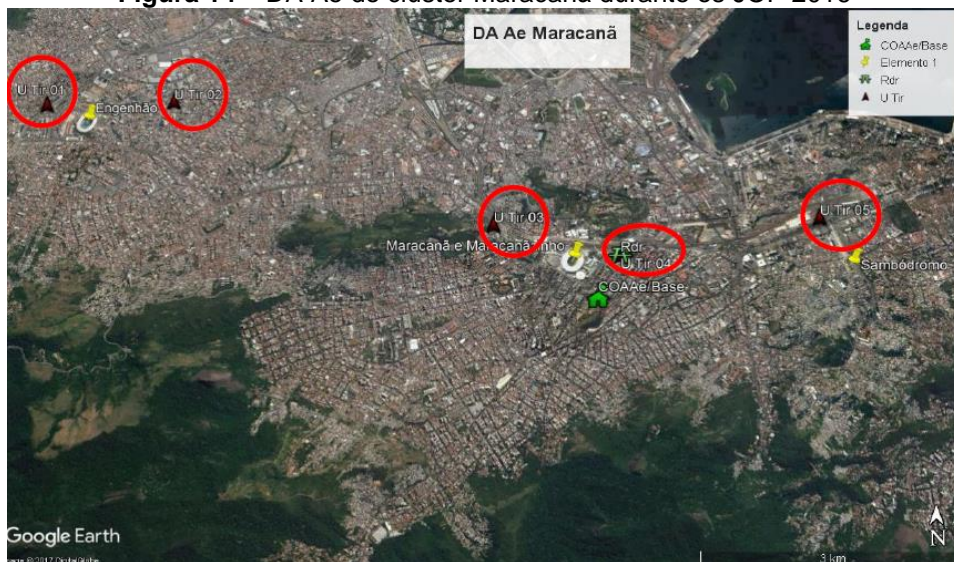 DA Ae Maracanã
Legenda
COAAe/Base
Elemento 1
Rdr
U Tir
U Tir 01
Engenhão
U Tir 02
U Tir 03
Maracanã e Maracanãzinho
Rdr
U Tir 04
COAAe/Base
U Tir 05
Sambódromo
Google Earth
3 km
N